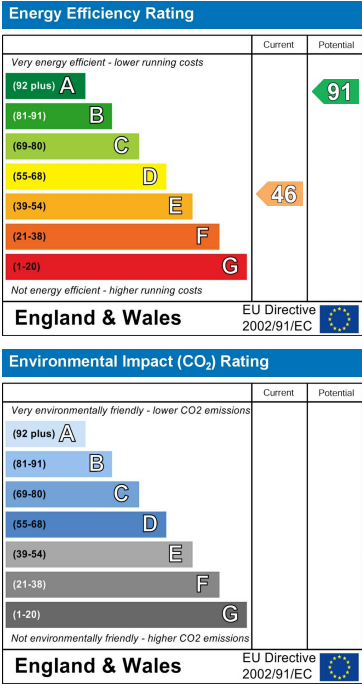 Energy Efficiency Rating
Current Potential
Very energy efficient - lower running costs
(92 plus) A
91
(81-91) B
(69-80) C
(55-68) D
(39-54) E
46
(21-38) F
(1-20) G
Not energy efficient - higher running costs
England & Wales
EU Directive
2002/91/EC
Environmental Impact (CO₂) Rating
Current Potential
Very environmentally friendly - lower CO2 emissions
(92 plus) A
(81-91) B
(69-80) C
(55-68) D
(39-54) E
(21-38) F
(1-20) G
Not environmentally friendly - higher CO2 emissions
England & Wales
EU Directive
2002/91/EC